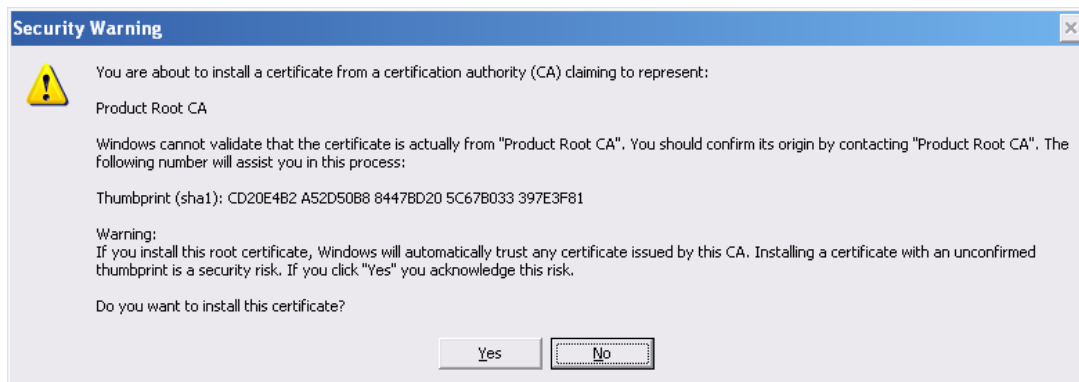 Security Warning
You are about to install a certificate from a certification authority (CA) claiming to represent:
Product Root CA
Windows cannot validate that the certificate is actually from "Product Root CA". You should confirm its origin by contacting "Product Root CA". The
following number will assist you in this process:
Thumbprint (sha1): CD20E4B2 A52D50B8 8447BD20 5C67B033 397E3F81
Warning:
If you install this root certificate, Windows will automatically trust any certificate issued by this CA. Installing a certificate with an unconfirmed
thumbprint is a security risk. If you click "Yes" you acknowledge this risk.
Do you want to install this certificate?
Yes No